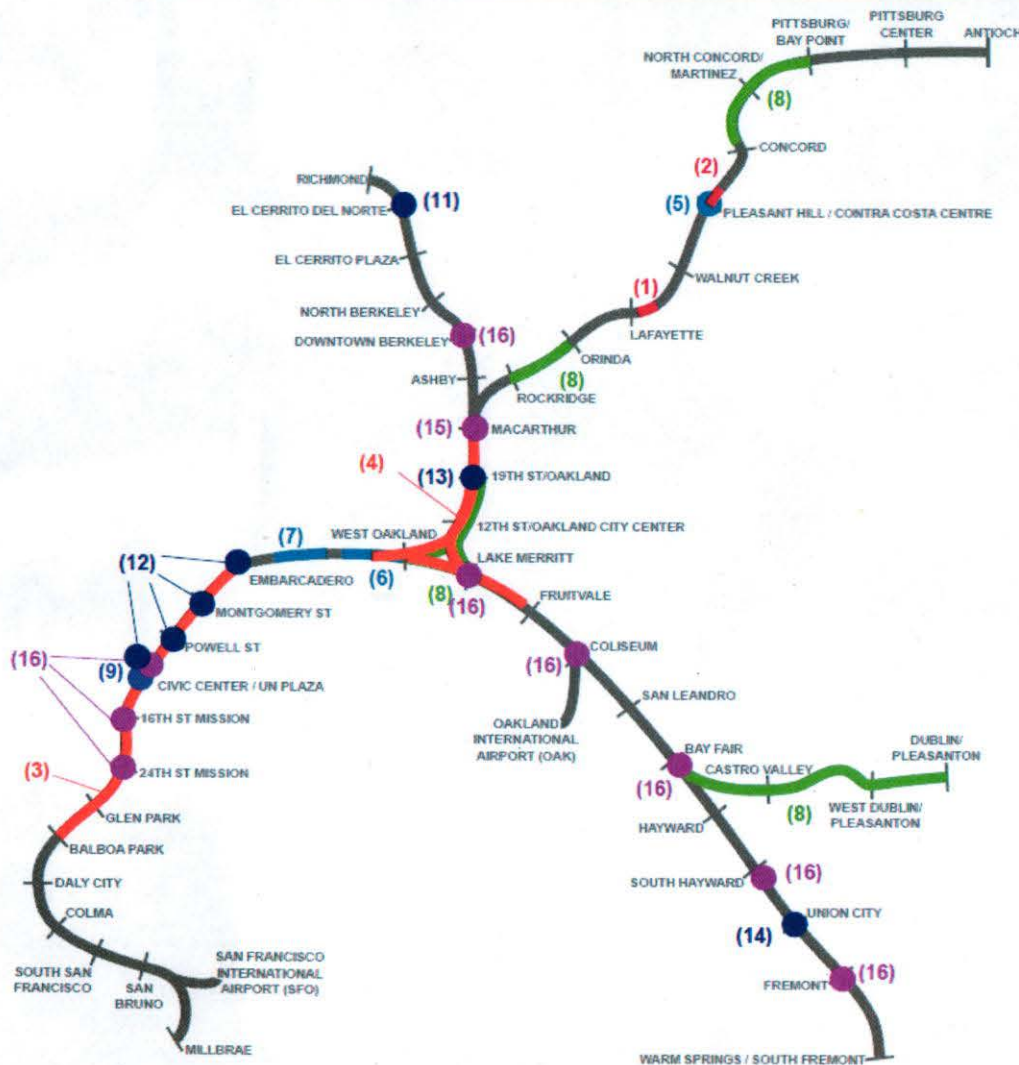 PITTSBURG/
BAY POINT
PITTSBURG
CENTER
ANTIOCH
NORTH CONCORD/
MARTINEZ
(8)
CONCORD
(2)
RICHMOND
(11)
EL CERRITO DEL NORTE
(5)
PLEASANT HILL / CONTRA COSTA CENTRE
EL CERRITO PLAZA
WALNUT CREEK
(1)
NORTH BERKELEY
LAFAYETTE
DOWNTOWN BERKELEY
(16)
ORINDA
ASHBY
(8)
ROCKRIDGE
(15)
MACARTHUR
(4)
(13)
19TH ST/OAKLAND
12TH ST/OAKLAND CITY CENTER
WEST OAKLAND
(7)
LAKE MERRITT
(12)
EMBARCADERO
(6)
(8)
(16)
FRUITVALE
MONTGOMERY ST
POWELL ST
COLISEUM
(16)
(9)
CIVIC CENTER / UN PLAZA
(16)
SAN LEANDRO
16TH ST MISSION
OAKLAND
INTERNATIONAL
AIRPORT (OAK)
BAY FAIR
DUBLIN/
PLEASANTON
(3)
24TH ST MISSION
(16)
CASTRO VALLEY
(8)
WEST DUBLIN/
PLEASANTON
GLEN PARK
HAYWARD
BALBOA PARK
DALY CITY
SOUTH HAYWARD
(16)
COLMA
UNION CITY
(14)
SOUTH SAN
FRANCISCO
SAN
BRUNO
SAN FRANCISCO
INTERNATIONAL
AIRPORT (SFO)
FREMONT
(16)
MILLBRAE
WARM SPRINGS / SOUTH FREMONT